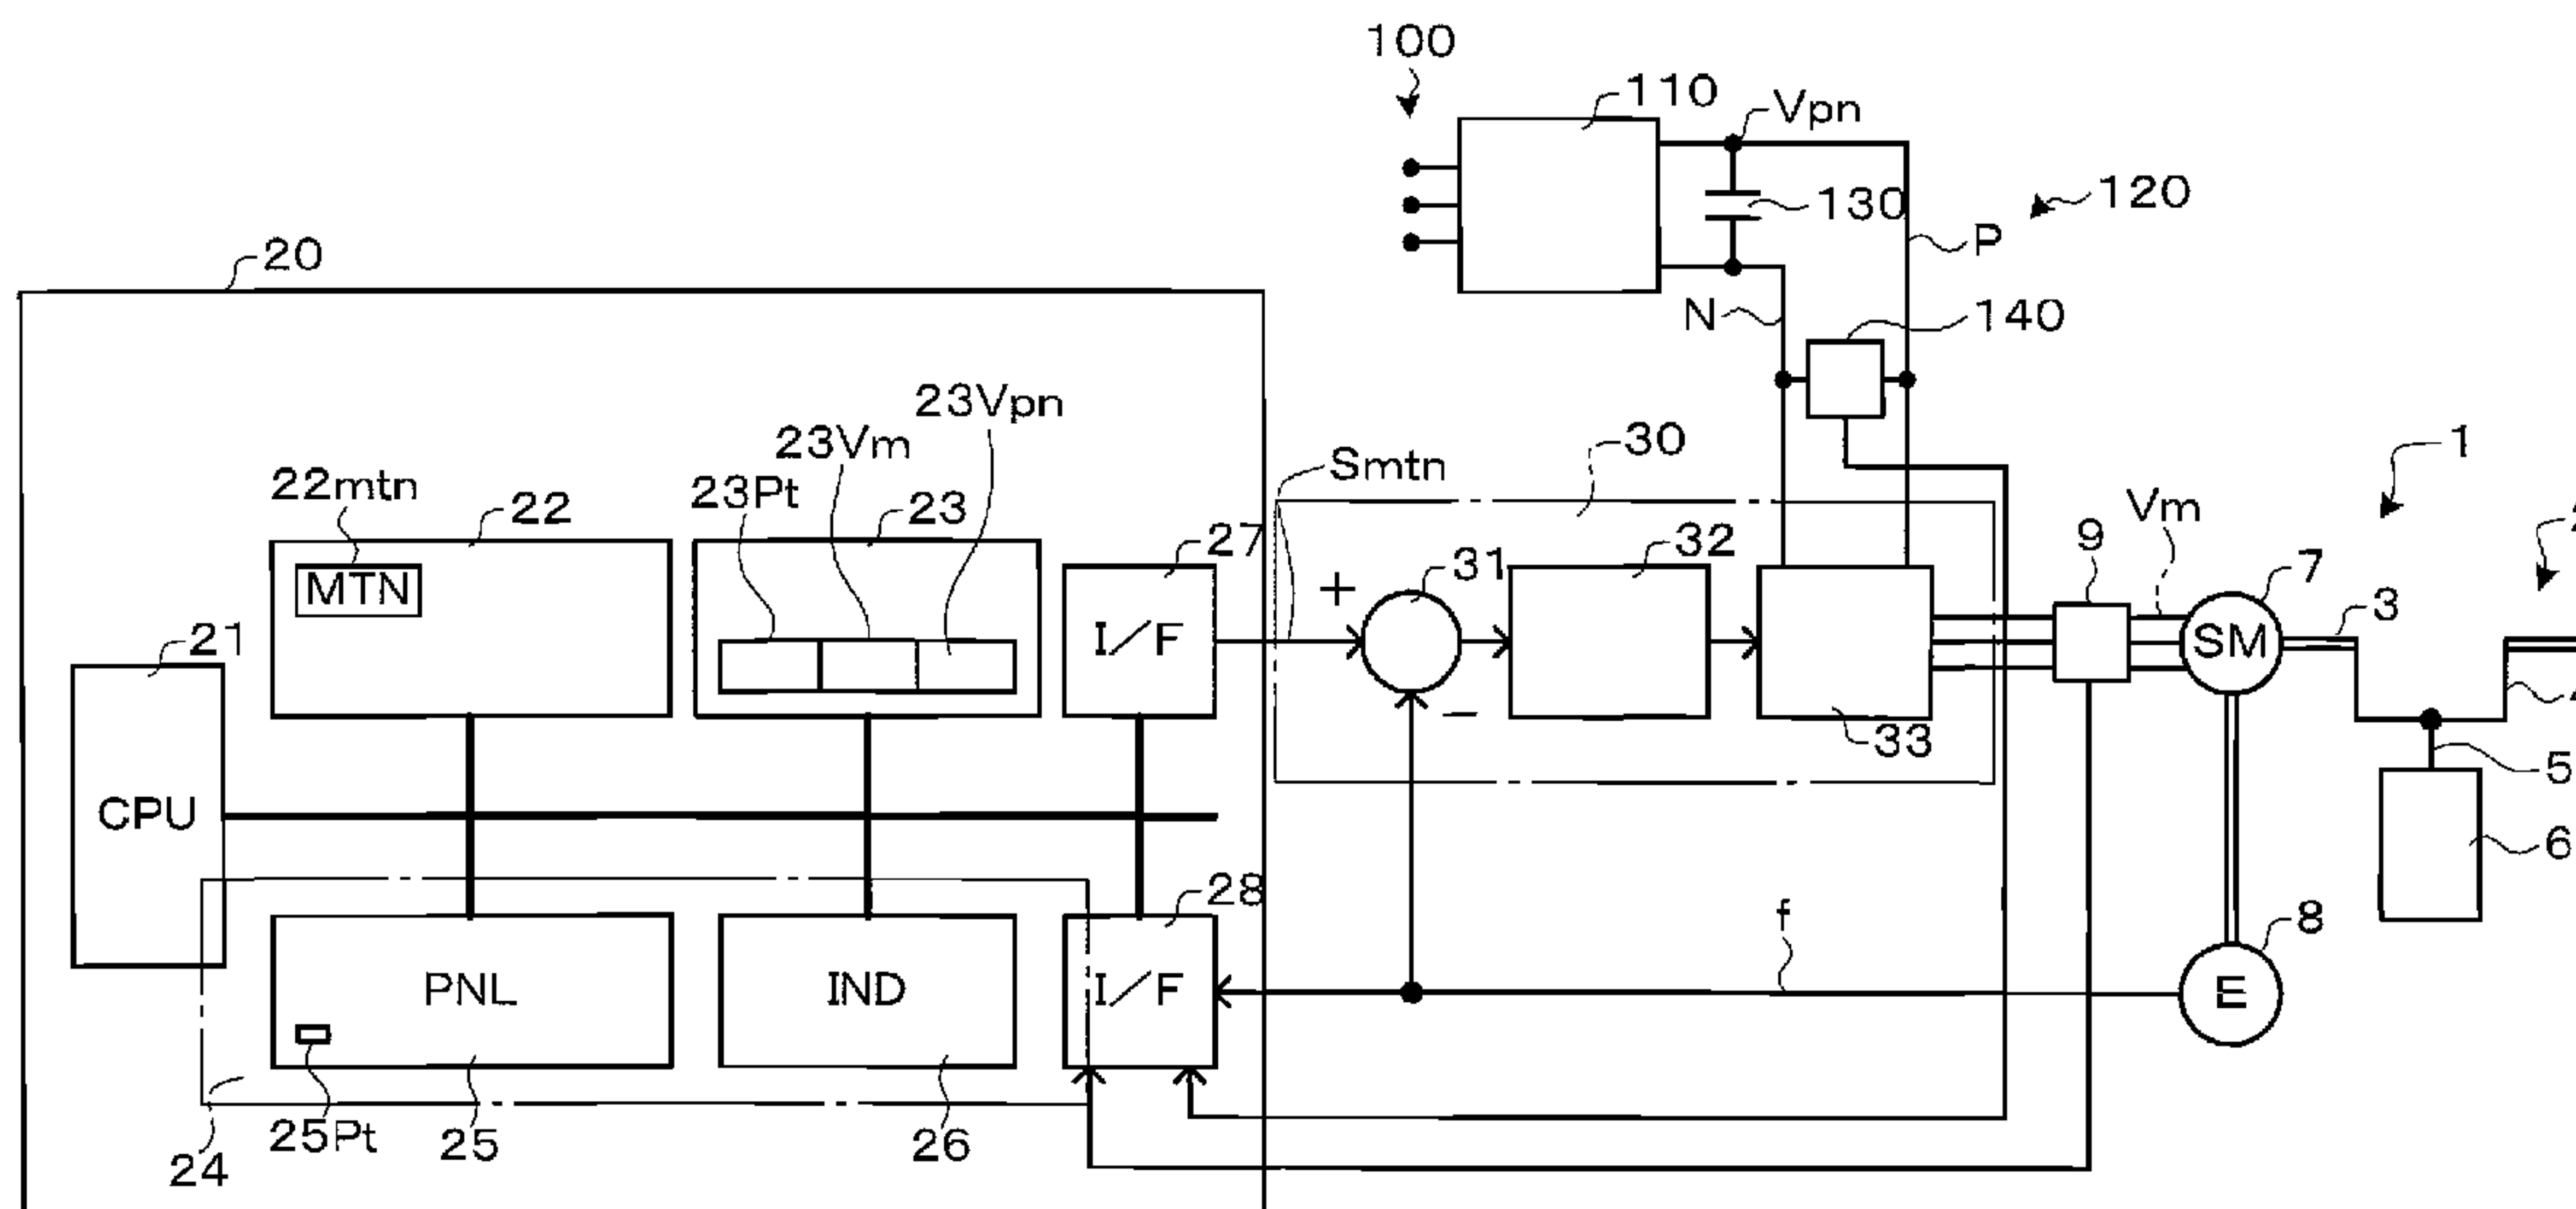 100
110
Vpn
130
120
P
20
N
140
23Vpn
23Vm
30
1
Smtn
22mtn
23Pt
Vm
22
23
27
9
31
32
7
MTN
+
3
21
I/F
SM
−
33
5
CPU
6
28
f
8
PNL
IND
I/F
E
25Pt
25
26
24